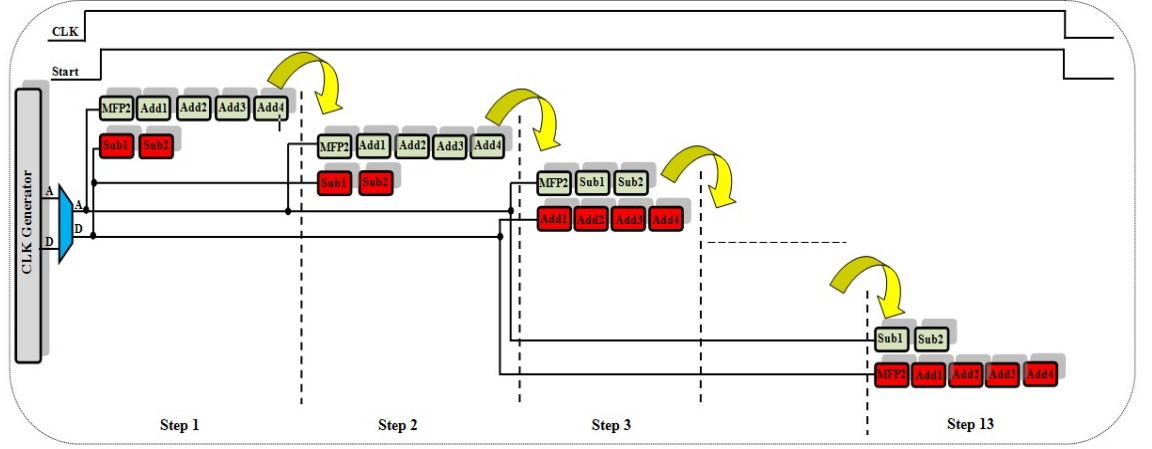 CLK
Start
MFP2 Add1 Add2 Add3 Add4
Sub1 Sub2
MFP2 Add1 Add2 Add3 Add4
Sub1 Sub2
MFP2 Sub1 Sub2
Add1 Add2 Add3 Add4
CLK Generator
A
D
A
D
Sub1 Sub2
MFP2 Add1 Add2 Add3 Add4
Step 1 Step 2 Step 3 Step 13